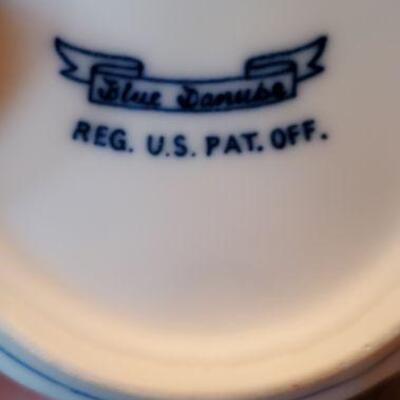 Blue Danube
REG. U.S. PAT. OFF.